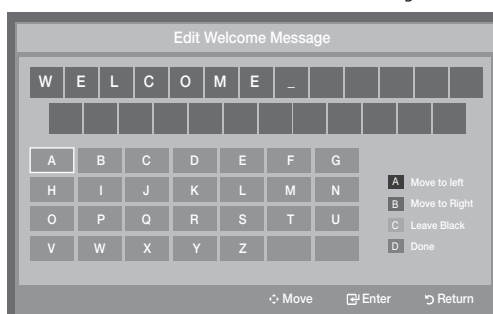 Edit Welcome Message
W E L C O M E _
A B C D E F G
H I J K L M N
O P Q R S T U
V W X Y Z
A Move to left
B Move to Right
C Leave Black
D Done
Move Enter Return